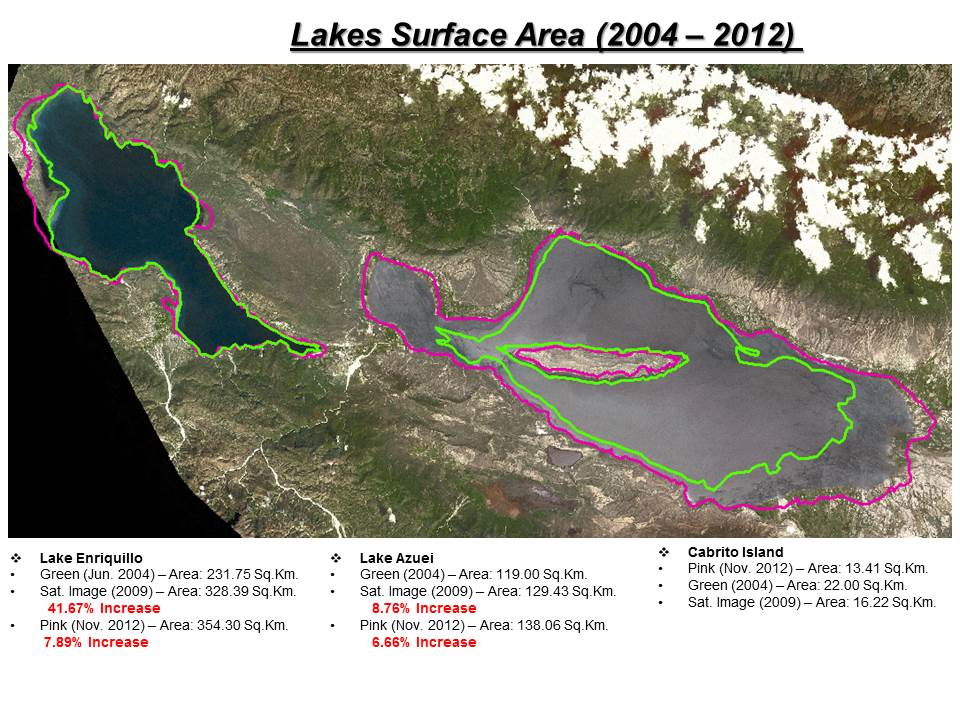 Lakes Surface Area (2004 – 2012)
❖ Lake Enriquillo
• Green (Jun. 2004) – Area: 231.75 Sq.Km.
• Sat. Image (2009) – Area: 328.39 Sq.Km.
41.67% Increase
• Pink (Nov. 2012) – Area: 354.30 Sq.Km.
7.89% Increase
❖ Lake Azuei
• Green (2004) – Area: 119.00 Sq.Km.
• Sat. Image (2009) – Area: 129.43 Sq.Km.
8.76% Increase
• Pink (Nov. 2012) – Area: 138.06 Sq.Km.
6.66% Increase
❖ Cabrito Island
• Pink (Nov. 2012) – Area: 13.41 Sq.Km.
• Green (2004) – Area: 22.00 Sq.Km.
• Sat. Image (2009) – Area: 16.22 Sq.Km.